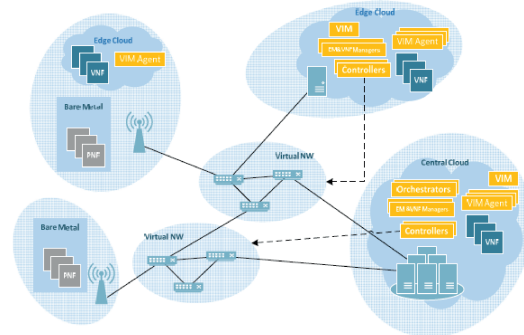 Edge Cloud
VIM
EM/VNF Managers
VIM Agent
Controllers
VNF
Edge Cloud
VIM Agent
VNF
Bare Metal
PNF
Virtual NW
Central Cloud
VIM
Orchestrators
VIM Agent
EM/VNF Managers
Controllers
VNF
Bare Metal
PNF
Virtual NW